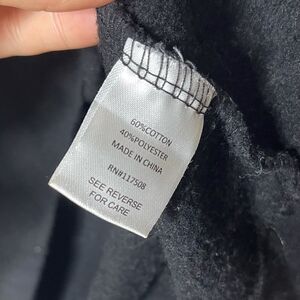 60%COTTON
40%POLYESTER
MADE IN CHINA
RN#117508
SEE REVERSE
FOR CARE